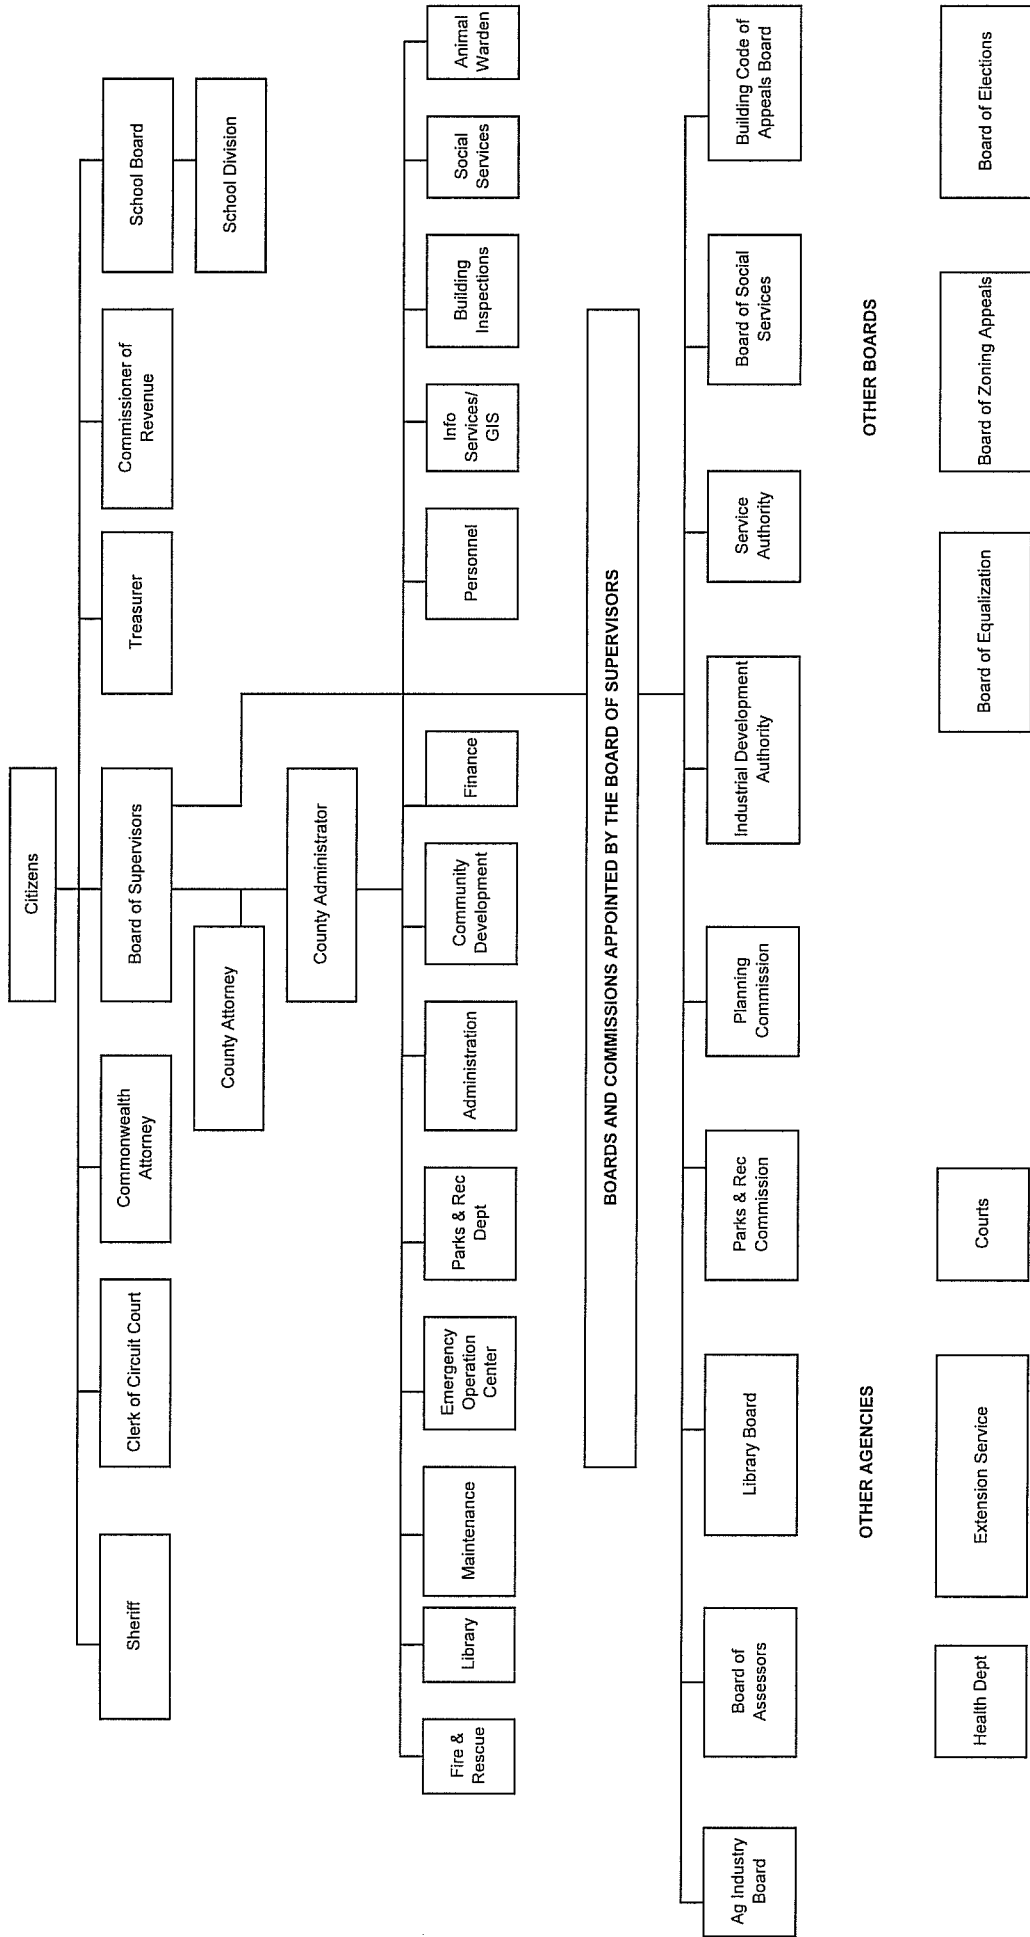 Citizens
Sheriff
Clerk of Circuit Court
Commonwealth
Attorney
Board of Supervisors
Treasurer
Commissioner of
Revenue
School Board
County Attorney
School Division
County Administrator
Fire &
Rescue
Library
Maintenance
Emergency
Operation
Center
Parks & Rec
Dept
Administration
Community
Development
Finance
Personnel
Info
Services/
GIS
Building
Inspections
Social
Services
Animal
Warden
BOARDS AND COMMISSIONS APPOINTED BY THE BOARD OF SUPERVISORS
Ag Industry
Board
Board of
Assessors
Library Board
Parks & Rec
Commission
Planning
Commission
Industrial Development
Authority
Service
Authority
Board of Social
Services
Building Code of
Appeals Board
OTHER AGENCIES
OTHER BOARDS
Health Dept
Extension Service
Courts
Board of Equalization
Board of Zoning Appeals
Board of Elections